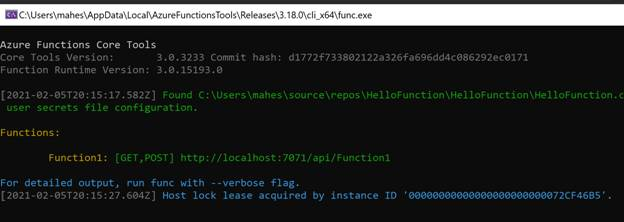 C:\Users\mahes\AppData\Local\AzureFunctionsTools\Releases\3.18.0\cli_x64\func.exe
Azure Functions Core Tools
Core Tools Version: 3.0.3233 Commit hash: d1772f733802122a326fa696dd4c086292ec0171
Function Runtime Version: 3.0.15193.0
[2021-02-05T20:15:17.582Z] Found C:\Users\mahes\source\repos\HelloFunction\HelloFunction\HelloFunction.c
user secrets file configuration.
Functions:
Function1: [GET,POST] http://localhost:7071/api/Function1
For detailed output, run func with --verbose flag.
[2021-02-05T20:15:27.604Z] Host lock lease acquired by instance ID '00000000000000000000000072CF46B5'.